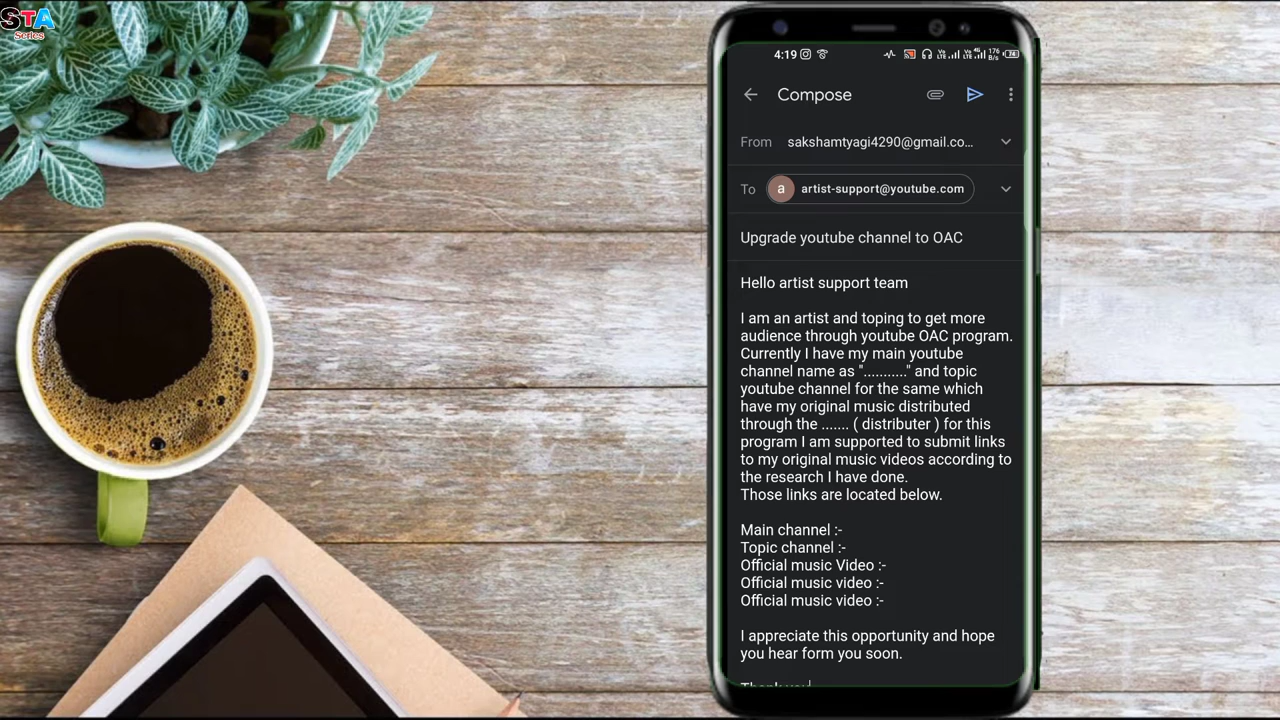 STA
Series
4:19
176
B/s
74
Compose
From sakshamtyagi4290@gmail.co...
To a artist-support@youtube.com
Upgrade youtube channel to OAC
Hello artist support team
I am an artist and toping to get more
audience through youtube OAC program.
Currently I have my main youtube
channel name as "..........." and topic
youtube channel for the same which
have my original music distributed
through the ....... ( distributer ) for this
program I am supported to submit links
to my original music videos according to
the research I have done.
Those links are located below.
Main channel :-
Topic channel :-
Official music Video :-
Official music video :-
Official music video :-
I appreciate this opportunity and hope
you hear form you soon.
Thank you